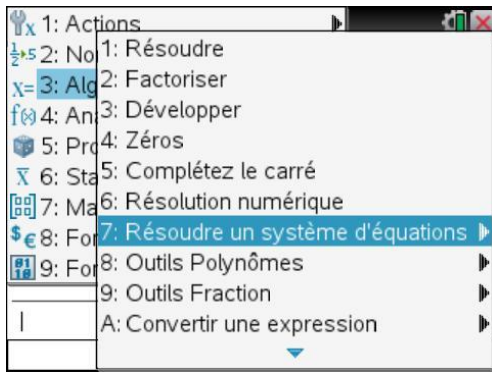 1: Actions
2: No
3: Alg
4: An
5: Pro
6: Sta
7: Ma
8: For
9: For
1: Résoudre
2: Factoriser
3: Développer
4: Zéros
5: Complétez le carré
6: Résolution numérique
7: Résoudre un système d'équations
8: Outils Polynômes
9: Outils Fraction
A: Convertir une expression